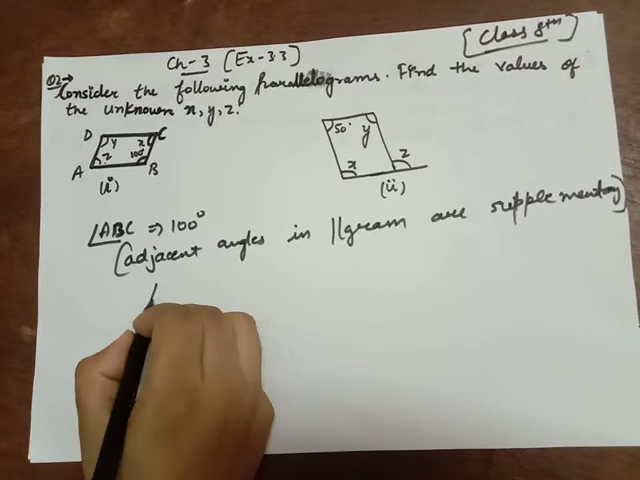 Ch-3 [Ex-3.3]
[Class 8th]
Q2→
Consider the following parallelograms. Find the values of
the unknown x, y, z.
D y x C
A z 100° B
(i)
50° y
x z
(ii)
∠ABC ⇒ 100°
(adjacent angles in ||gram are supplementary)